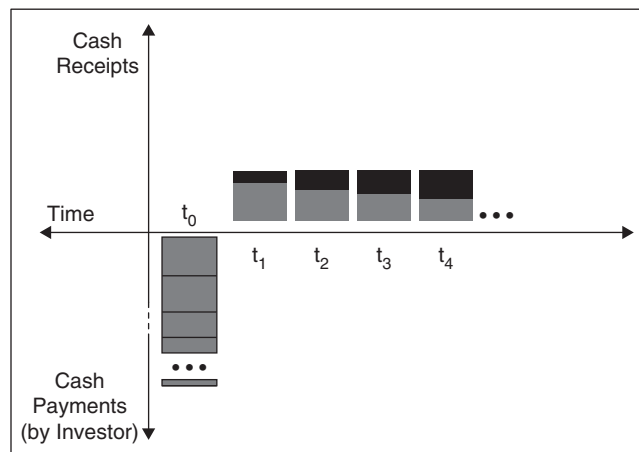 Cash
Receipts
Time
t0
t1
t2
t3
t4
•••
•••
Cash
Payments
(by Investor)